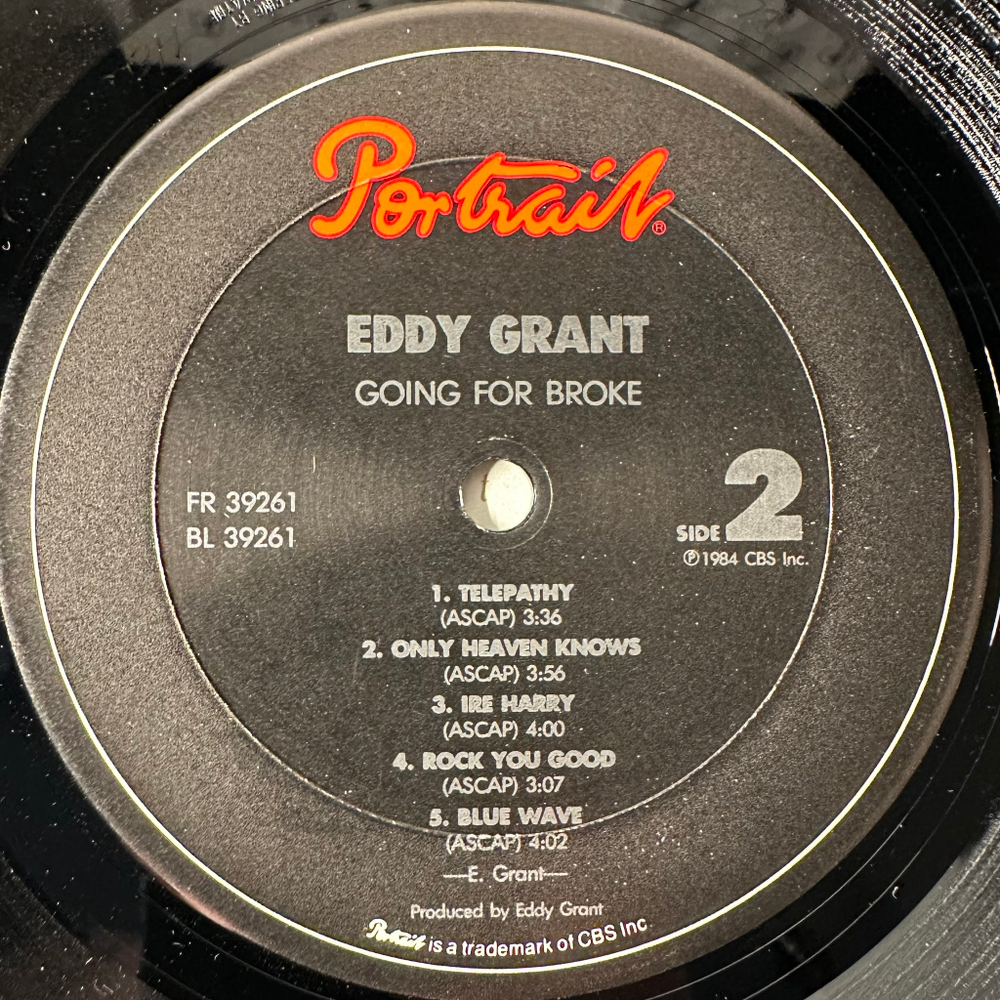 Portrait®
EDDY GRANT
GOING FOR BROKE
FR 39261
BL 39261
SIDE 2
℗1984 CBS Inc.
1. TELEPATHY
(ASCAP) 3:36
2. ONLY HEAVEN KNOWS
(ASCAP) 3:56
3. IRE HARRY
(ASCAP) 4:00
4. ROCK YOU GOOD
(ASCAP) 3:07
5. BLUE WAVE
(ASCAP) 4:02
—E. Grant—
Produced by Eddy Grant
Portrait is a trademark of CBS Inc